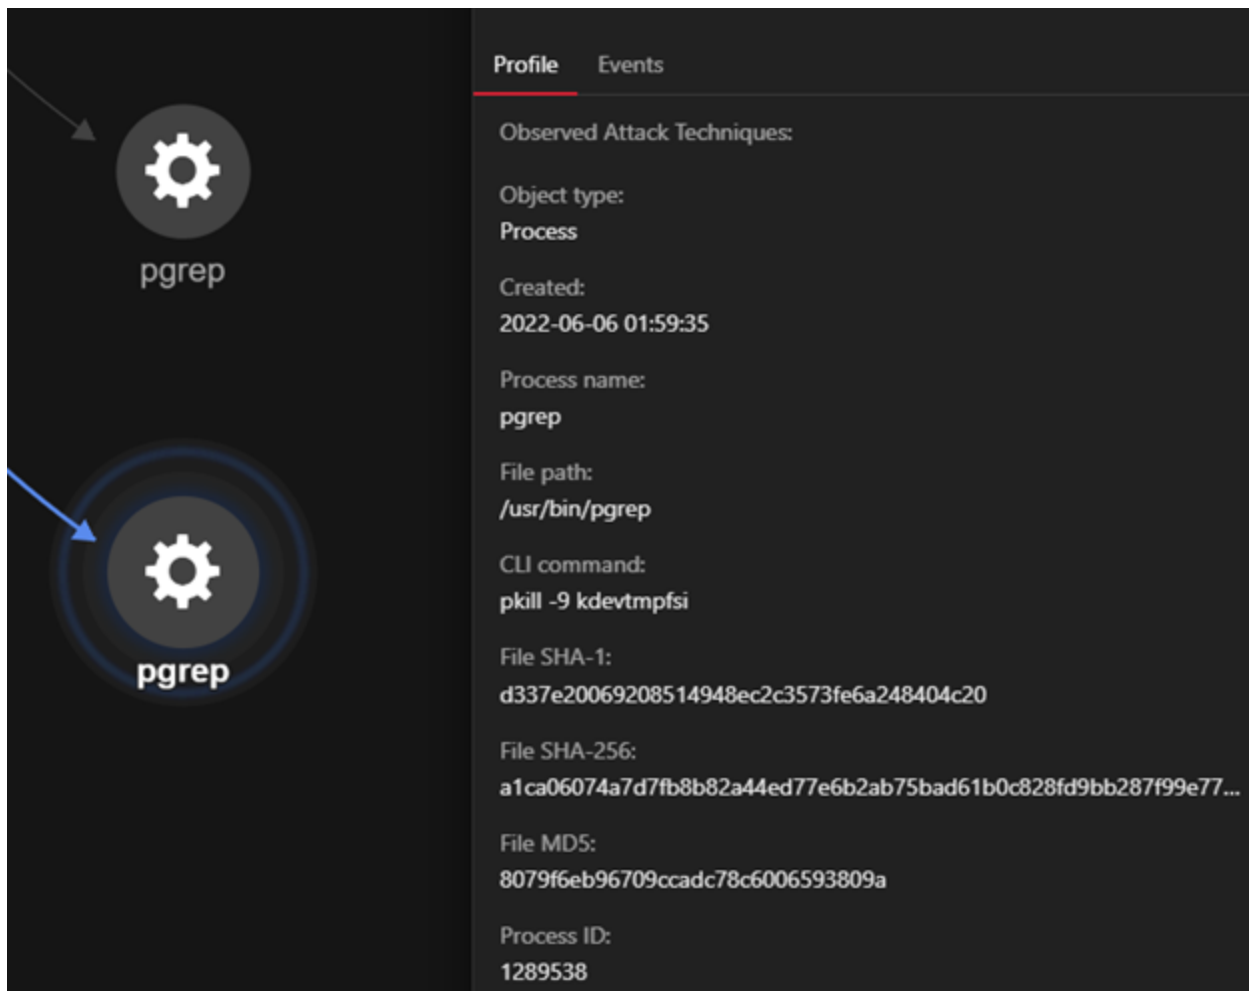 Profile Events
Observed Attack Techniques:
Object type:
Process
Created:
2022-06-06 01:59:35
Process name:
pgrep
File path:
/usr/bin/pgrep
CLI command:
pkill -9 kdevtmpfsi
File SHA-1:
d337e20069208514948ec2c3573fe6a248404c20
File SHA-256:
a1ca06074a7d7fb8b82a44ed77e6b2ab75bad61b0c828fd9bb287f99e77...
File MD5:
8079f6eb96709ccadc78c6006593809a
Process ID:
1289538
pgrep
pgrep